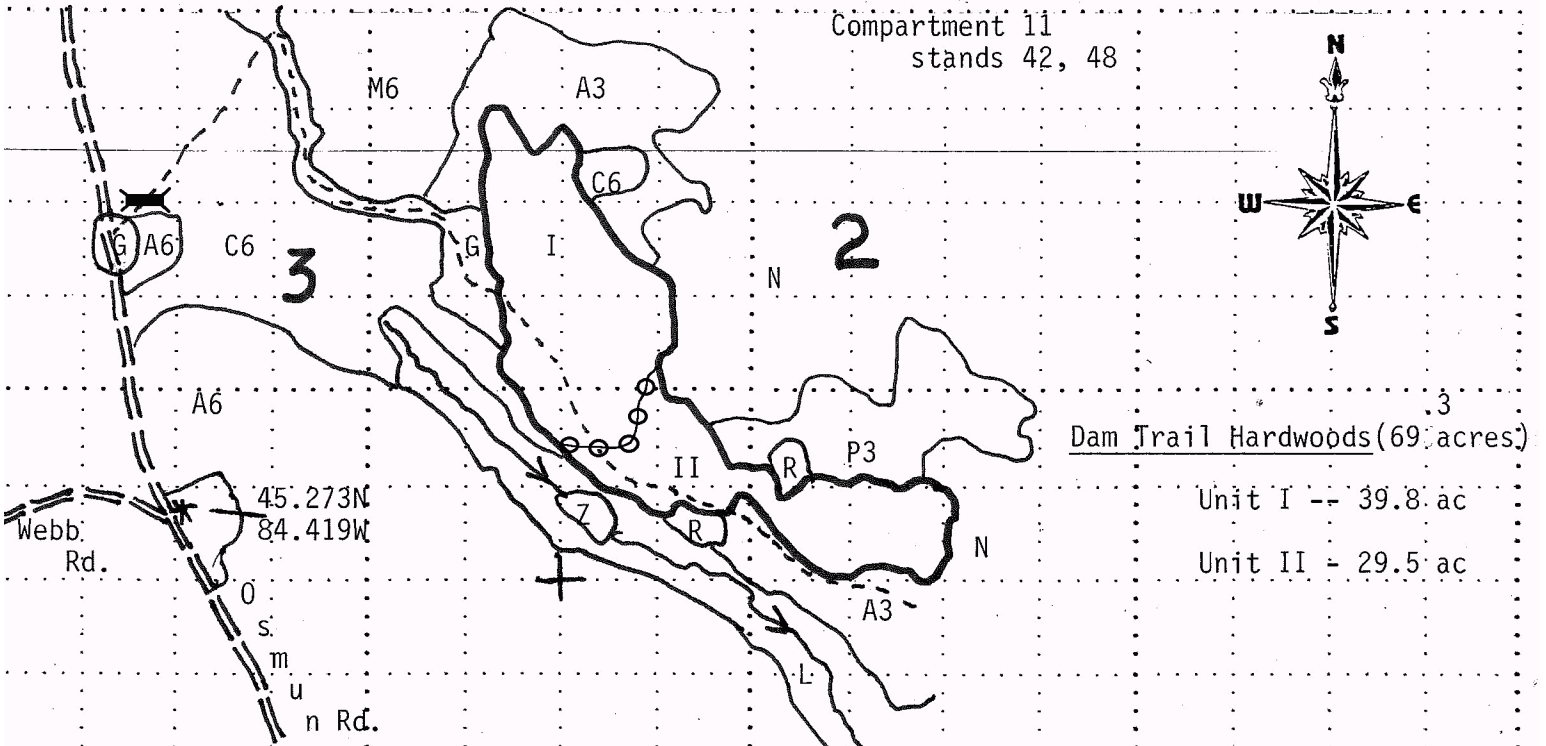 Compartment 11
stands 42, 48
N
W E
S
M6
A3
C6
G
A6
C6
3
G
I
2
N
A6
.3
Dam Trail Hardwoods(69 acres)
II
R
P3
Unit I -- 39.8 ac
45.273N
84.419W
Webb
Rd.
Z
R
N
Unit II - 29.5 ac
A3
L
Osmun Rd.